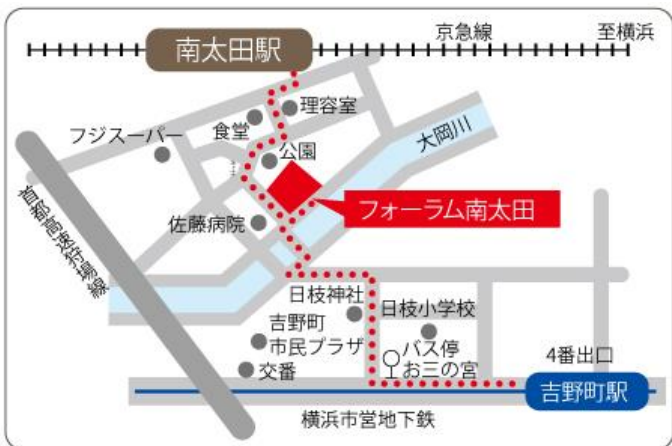 京急線
至横浜
南太田駅
理容室
食堂
大岡川
フジスーパー
公園
フォーラム南太田
佐藤病院
首都高速狩場線
日枝神社
日枝小学校
吉野町
市民プラザ
バス停
お三の宮
4番出口
交番
吉野町駅
横浜市営地下鉄